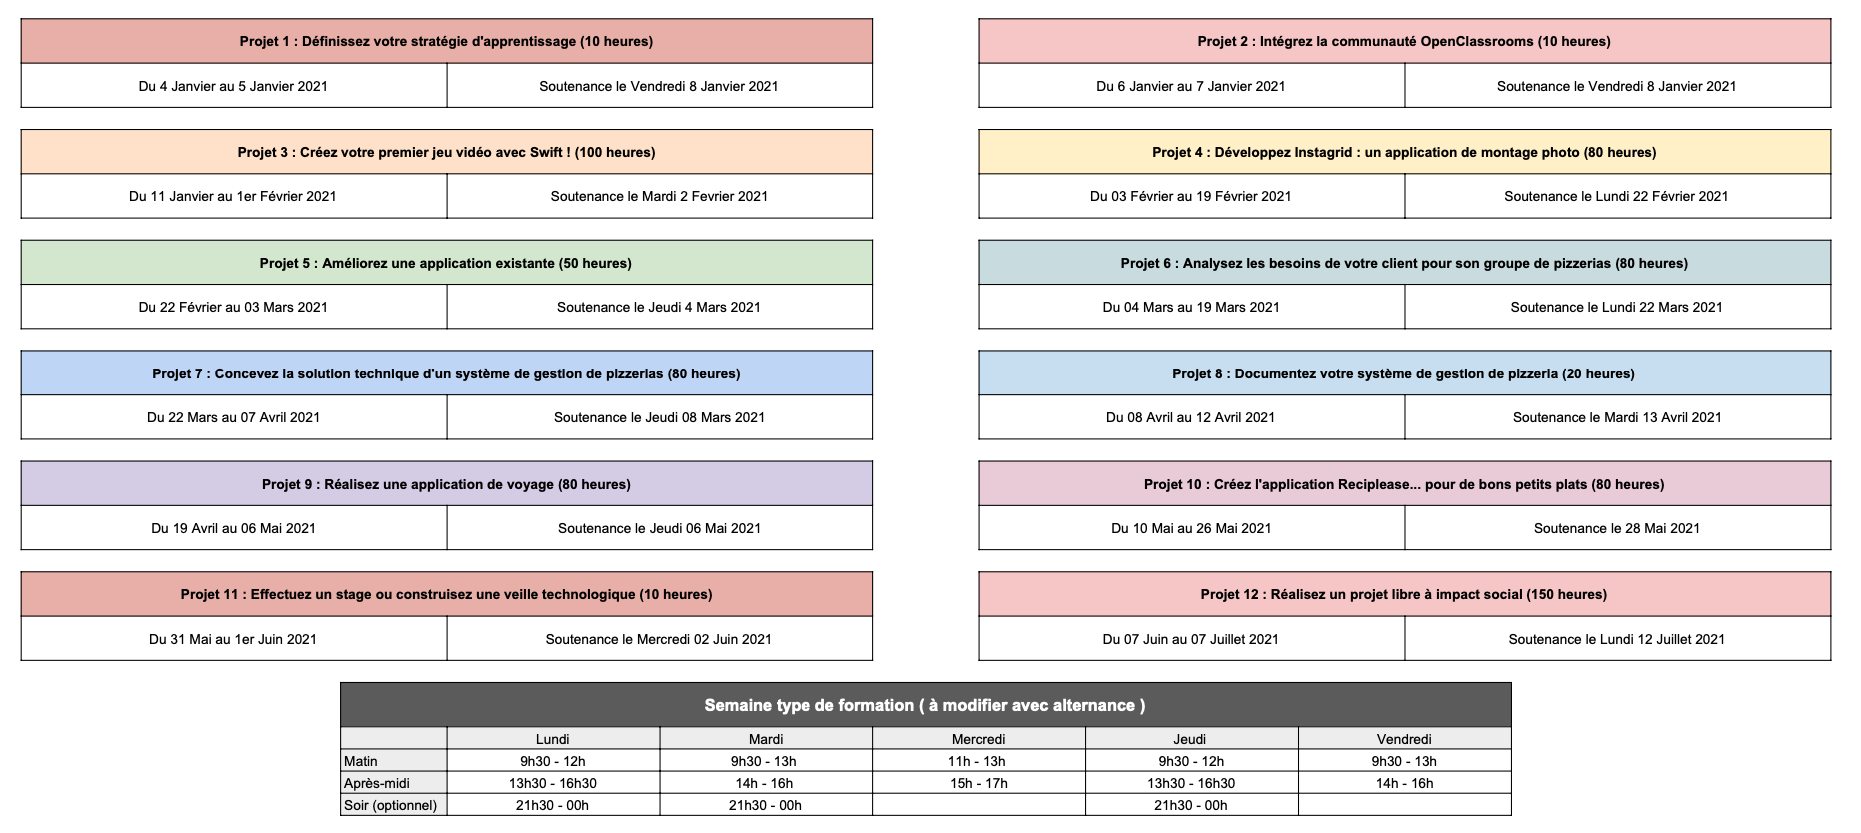 Projet 1 : Définissez votre stratégie d'apprentissage (10 heures)
Du 4 Janvier au 5 Janvier 2021
Soutenance le Vendredi 8 Janvier 2021
Projet 2 : Intégrez la communauté OpenClassrooms (10 heures)
Du 6 Janvier au 7 Janvier 2021
Soutenance le Vendredi 8 Janvier 2021
Projet 3 : Créez votre premier jeu vidéo avec Swift ! (100 heures)
Du 11 Janvier au 1er Février 2021
Soutenance le Mardi 2 Fevrier 2021
Projet 4 : Développez Instagrid : un application de montage photo (80 heures)
Du 03 Février au 19 Février 2021
Soutenance le Lundi 22 Février 2021
Projet 5 : Améliorez une application existante (50 heures)
Du 22 Février au 03 Mars 2021
Soutenance le Jeudi 4 Mars 2021
Projet 6 : Analysez les besoins de votre client pour son groupe de pizzerias (80 heures)
Du 04 Mars au 19 Mars 2021
Soutenance le Lundi 22 Mars 2021
Projet 7 : Concevez la solution technique d'un système de gestion de pizzerias (80 heures)
Du 22 Mars au 07 Avril 2021
Soutenance le Jeudi 08 Mars 2021
Projet 8 : Documentez votre système de gestion de pizzeria (20 heures)
Du 08 Avril au 12 Avril 2021
Soutenance le Mardi 13 Avril 2021
Projet 9 : Réalisez une application de voyage (80 heures)
Du 19 Avril au 06 Mai 2021
Soutenance le Jeudi 06 Mai 2021
Projet 10 : Créez l'application Reciplease... pour de bons petits plats (80 heures)
Du 10 Mai au 26 Mai 2021
Soutenance le 28 Mai 2021
Projet 11 : Effectuez un stage ou construisez une veille technologique (10 heures)
Du 31 Mai au 1er Juin 2021
Soutenance le Mercredi 02 Juin 2021
Projet 12 : Réalisez un projet libre à impact social (150 heures)
Du 07 Juin au 07 Juillet 2021
Soutenance le Lundi 12 Juillet 2021
Semaine type de formation ( à modifier avec alternance )
Lundi Mardi Mercredi Jeudi Vendredi
Matin 9h30 - 12h 9h30 - 13h 11h - 13h 9h30 - 12h 9h30 - 13h
Après-midi 13h30 - 16h30 14h - 16h 15h - 17h 13h30 - 16h30 14h - 16h
Soir (optionnel) 21h30 - 00h 21h30 - 00h 21h30 - 00h